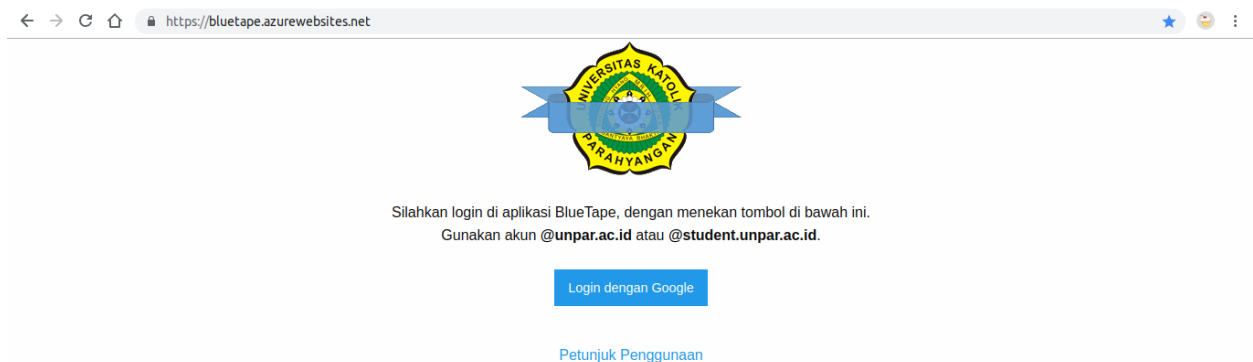 https://bluetape.azurewebsites.net
UNIVERSITAS KATOLIK
PARAHYANGAN
Silahkan login di aplikasi BlueTape, dengan menekan tombol di bawah ini.
Gunakan akun @unpar.ac.id atau @student.unpar.ac.id.
Login dengan Google
Petunjuk Penggunaan